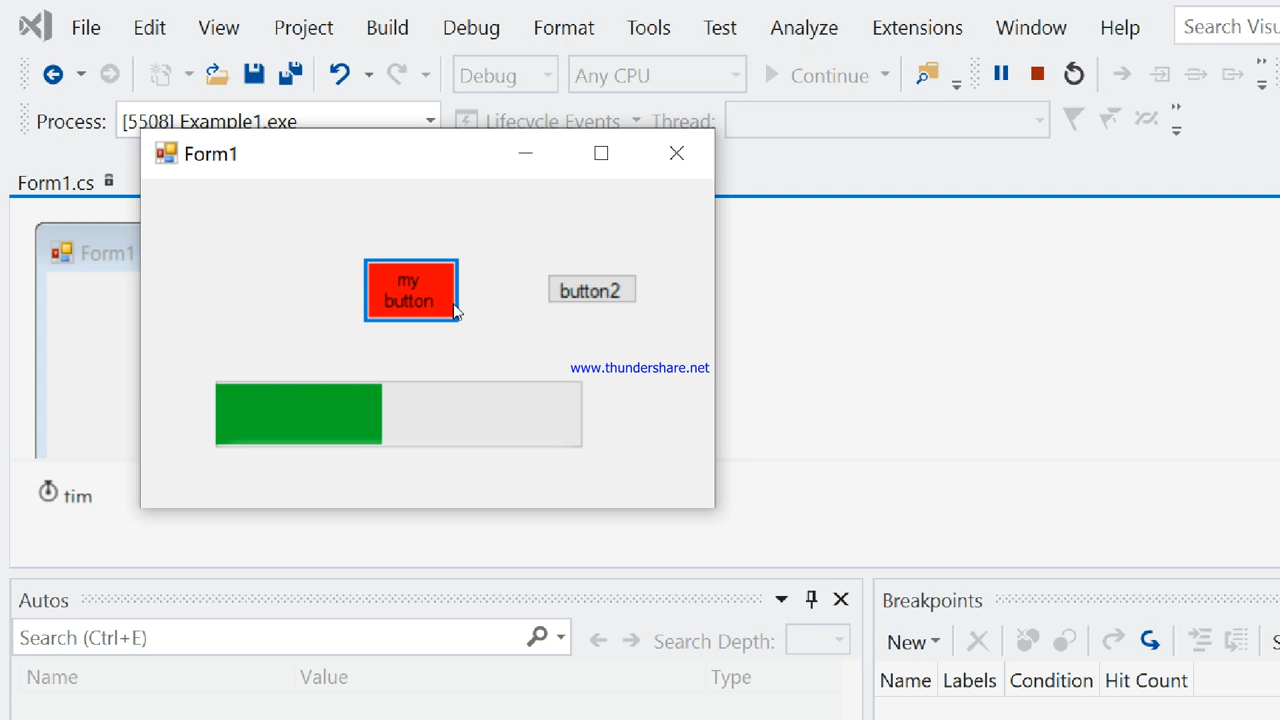 File Edit View Project Build Debug Format Tools Test Analyze Extensions Window Help
Debug Any CPU Continue
Process: [5508] Example1.exe Lifecycle Events Thread:
Form1
Form1.cs
Form1
my
button
button2
www.thundershare.net
tim
Autos
Search (Ctrl+E) Search Depth:
Name Value Type
Breakpoints
New
Name Labels Condition Hit Count